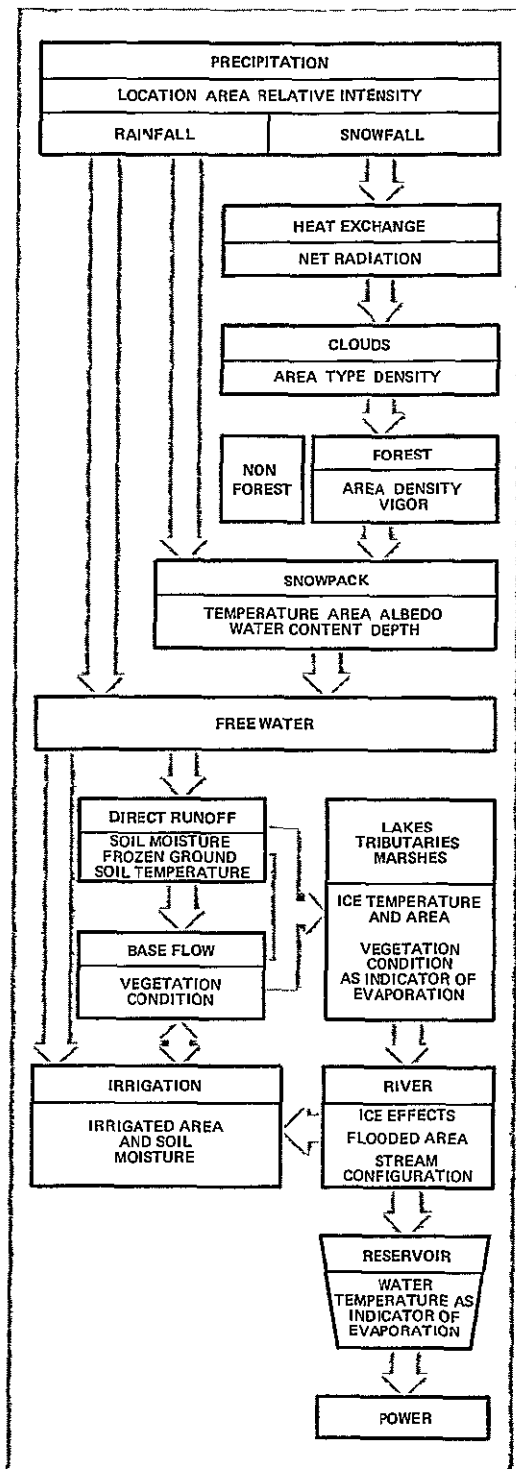 PRECIPITATION
LOCATION AREA RELATIVE INTENSITY
RAINFALL
SNOWFALL
HEAT EXCHANGE
NET RADIATION
CLOUDS
AREA TYPE DENSITY
NON
FOREST
FOREST
AREA DENSITY
VIGOR
SNOWPACK
TEMPERATURE AREA ALBEDO
WATER CONTENT DEPTH
FREE WATER
DIRECT RUNOFF
SOIL MOISTURE
FROZEN GROUND
SOIL TEMPERATURE
LAKES
TRIBUTARIES
MARSHES
ICE TEMPERATURE
AND AREA
VEGETATION
CONDITION
AS INDICATOR OF
EVAPORATION
BASE FLOW
VEGETATION
CONDITION
IRRIGATION
IRRIGATED AREA
AND SOIL
MOISTURE
RIVER
ICE EFFECTS
FLOODED AREA
STREAM
CONFIGURATION
RESERVOIR
WATER
TEMPERATURE AS
INDICATOR OF
EVAPORATION
POWER